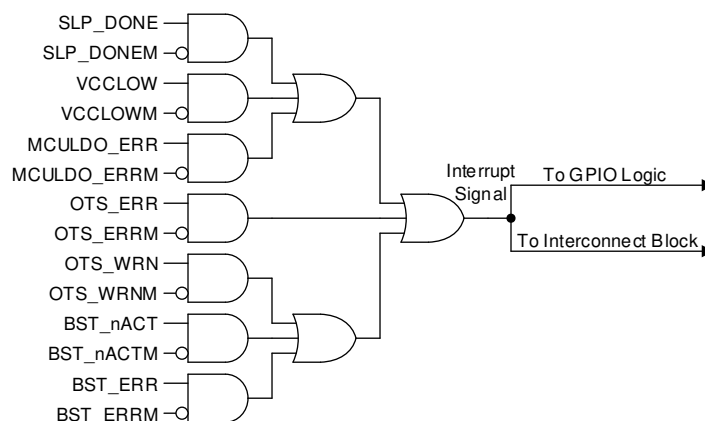 SLP_DONE
SLP_DONEM
VCCLOW
VCCLOWM
MCULDO_ERR
MCULDO_ERRM
OTS_ERR
OTS_ERRM
OTS_WRN
OTS_WRNM
BST_nACT
BST_nACTM
BST_ERR
BST_ERRM
Interrupt
Signal
To GPIO Logic
To Interconnect Block